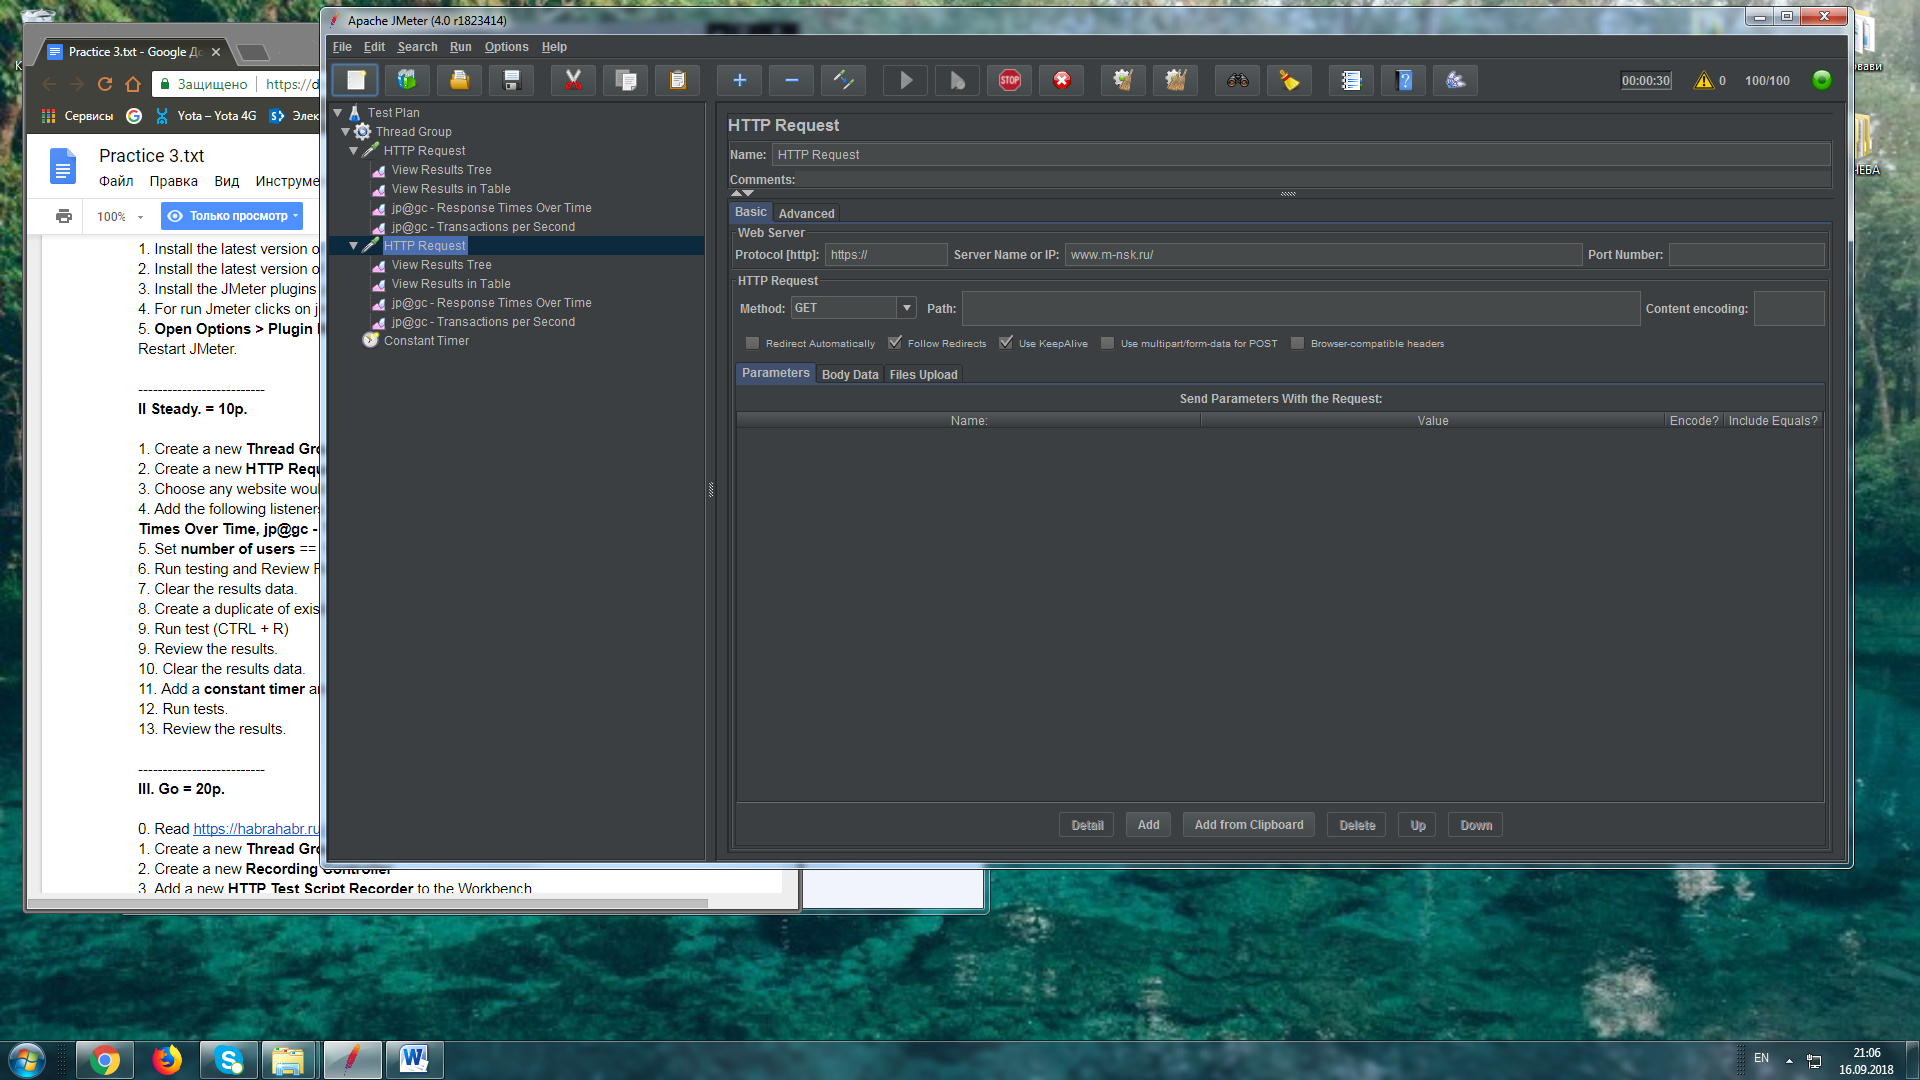 Practice 3.txt - Google До
Защищено
https://d
Сервисы
Yota – Yota 4G
Элек
Practice 3.txt
Файл Правка Вид Инструме
100%
Только просмотр
1. Install the latest version o
2. Install the latest version o
3. Install the JMeter plugins
4. For run Jmeter clicks on j
5. Open Options > Plugin
Restart JMeter.
--------------------------
II Steady. = 10p.
1. Create a new Thread Gro
2. Create a new HTTP Requ
3. Choose any website woul
4. Add the following listeners
Times Over Time, jp@gc -
5. Set number of users ==
6. Run testing and Review
7. Clear the results data.
8. Create a duplicate of exis
9. Run test (CTRL + R)
9. Review the results.
10. Clear the results data.
11. Add a constant timer an
12. Run tests.
13. Review the results.
--------------------------
III. Go = 20p.
0. Read https://habrahabr.ru
1. Create a new Thread Gro
2. Create a new Recording Controller
3. Add a new HTTP Test Script Recorder to the Workbench
Apache JMeter (4.0 r1823414)
File Edit Search Run Options Help
STOP
00:00:30
0
100/100
Test Plan
Thread Group
HTTP Request
View Results Tree
View Results in Table
jp@gc - Response Times Over Time
jp@gc - Transactions per Second
HTTP Request
View Results Tree
View Results in Table
jp@gc - Response Times Over Time
jp@gc - Transactions per Second
Constant Timer
HTTP Request
Name: HTTP Request
Comments:
Basic Advanced
Web Server
Protocol [http]: https:// Server Name or IP: www.m-nsk.ru/ Port Number:
HTTP Request
Method: GET Path: Content encoding:
Redirect Automatically Follow Redirects Use KeepAlive Use multipart/form-data for POST Browser-compatible headers
Parameters Body Data Files Upload
Send Parameters With the Request:
Name: Value Encode? Include Equals?
Detail Add Add from Clipboard Delete Up Down
EN
21:06
16.09.2018